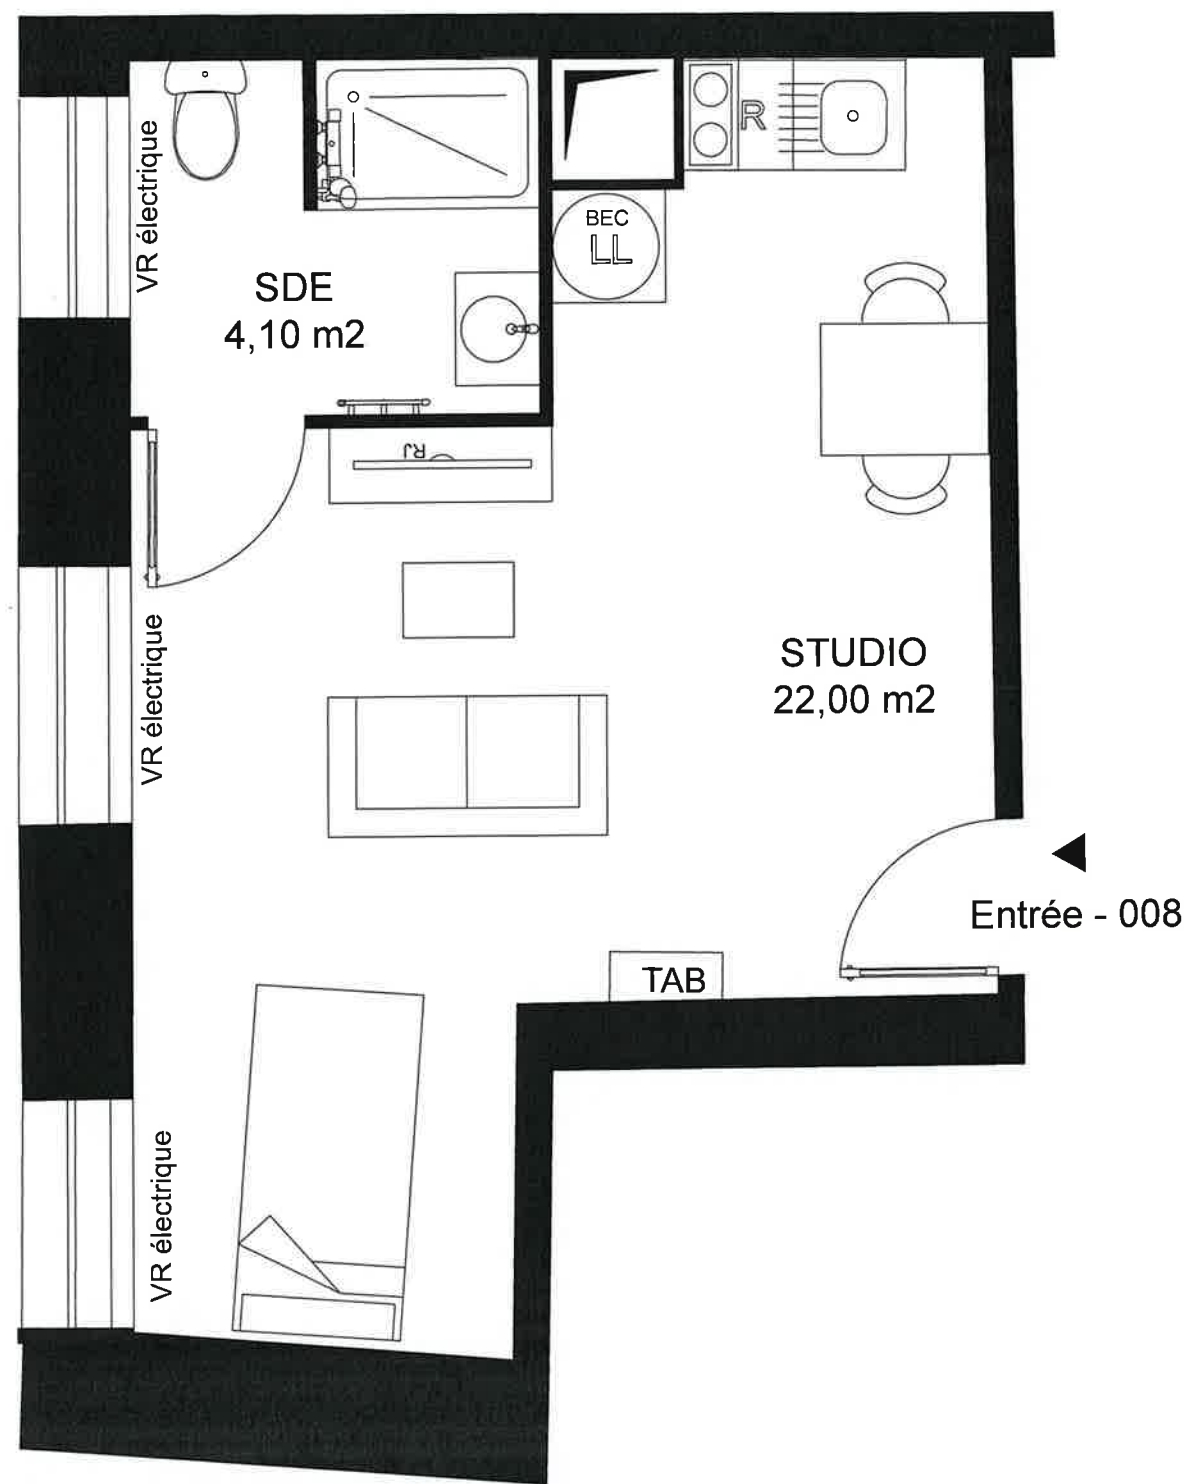 VR électrique
R
BEC
LL
SDE
4,10 m2
RJ
VR électrique
STUDIO
22,00 m2
Entrée - 008
TAB
VR électrique